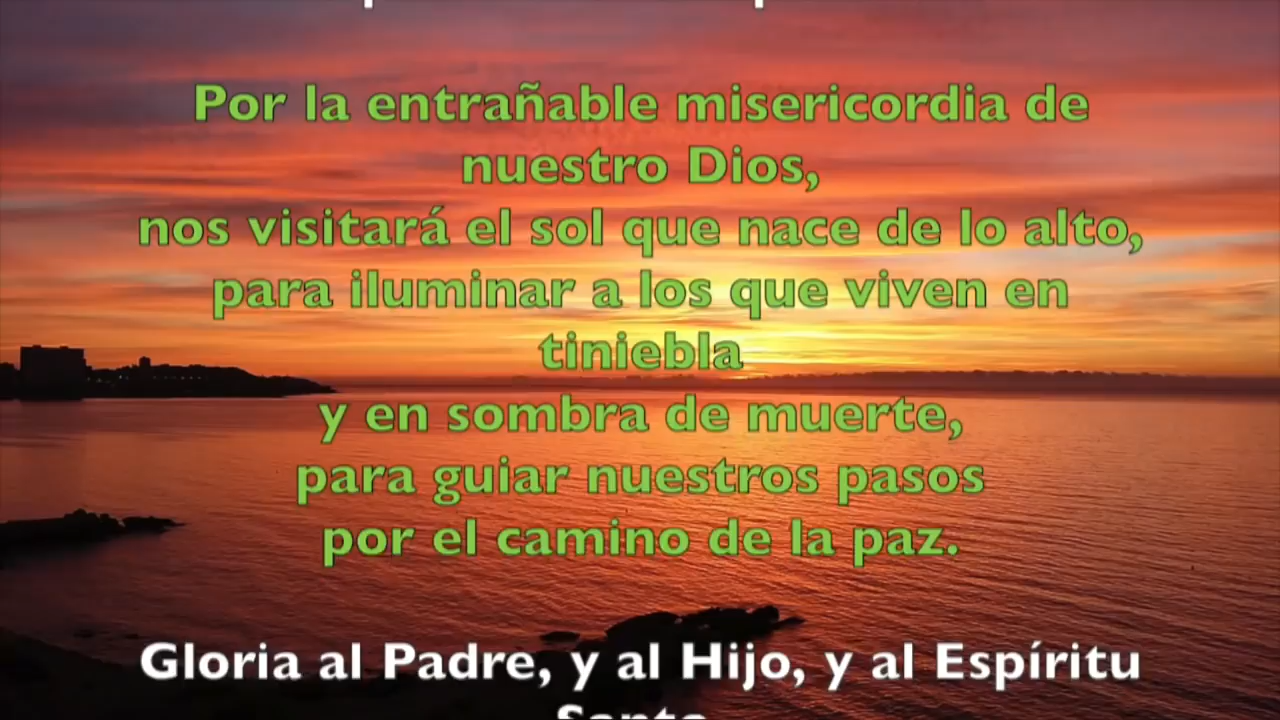 Por la entrañable misericordia de
nuestro Dios,
nos visitará el sol que nace de lo alto,
para iluminar a los que viven en
tiniebla
y en sombra de muerte,
para guiar nuestros pasos
por el camino de la paz.
Gloria al Padre, y al Hijo, y al Espíritu
Santo